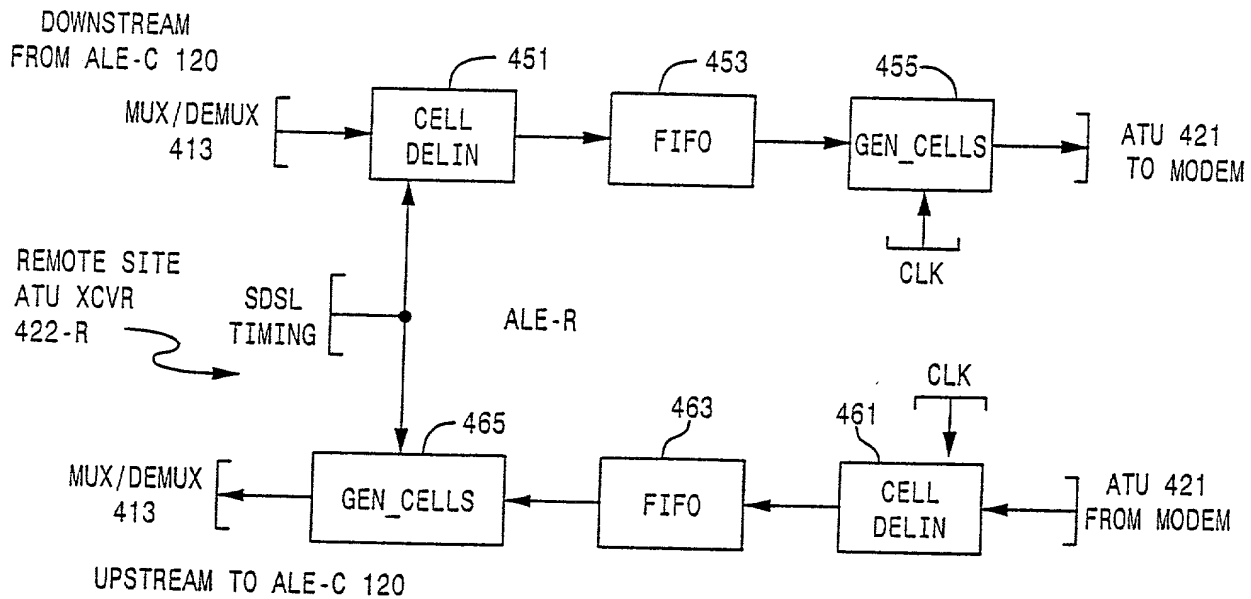 DOWNSTREAM
FROM ALE-C 120
MUX/DEMUX
413
451
CELL
DELIN
453
FIFO
455
GEN_CELLS
ATU 421
TO MODEM
CLK
REMOTE SITE
ATU XCVR
422-R
SDSL
TIMING
ALE-R
CLK
465
463
461
MUX/DEMUX
413
GEN_CELLS
FIFO
CELL
DELIN
ATU 421
FROM MODEM
UPSTREAM TO ALE-C 120